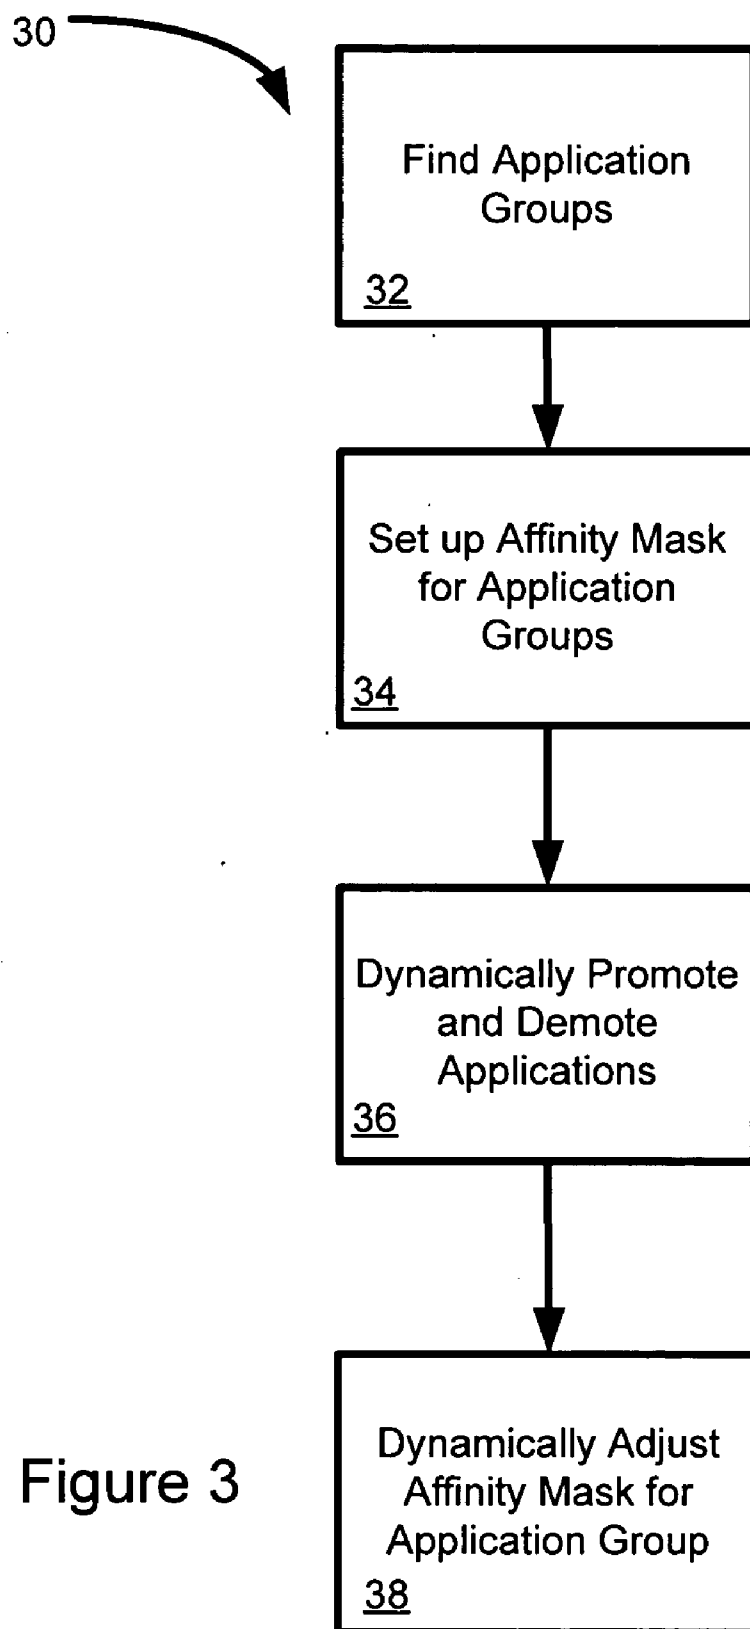 30
Find Application
Groups
32
Set up Affinity Mask
for Application
Groups
34
Dynamically Promote
and Demote
Applications
36
Dynamically Adjust
Affinity Mask for
Application Group
38
Figure 3